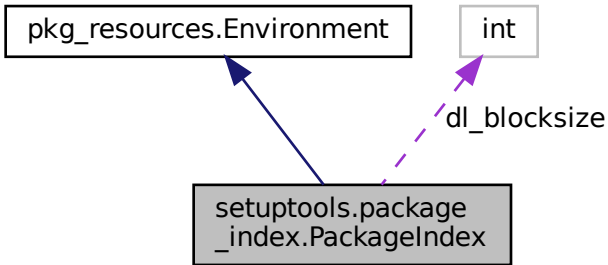 pkg_resources.Environment
int
dl_blocksize
setuptools.package
_index.PackageIndex